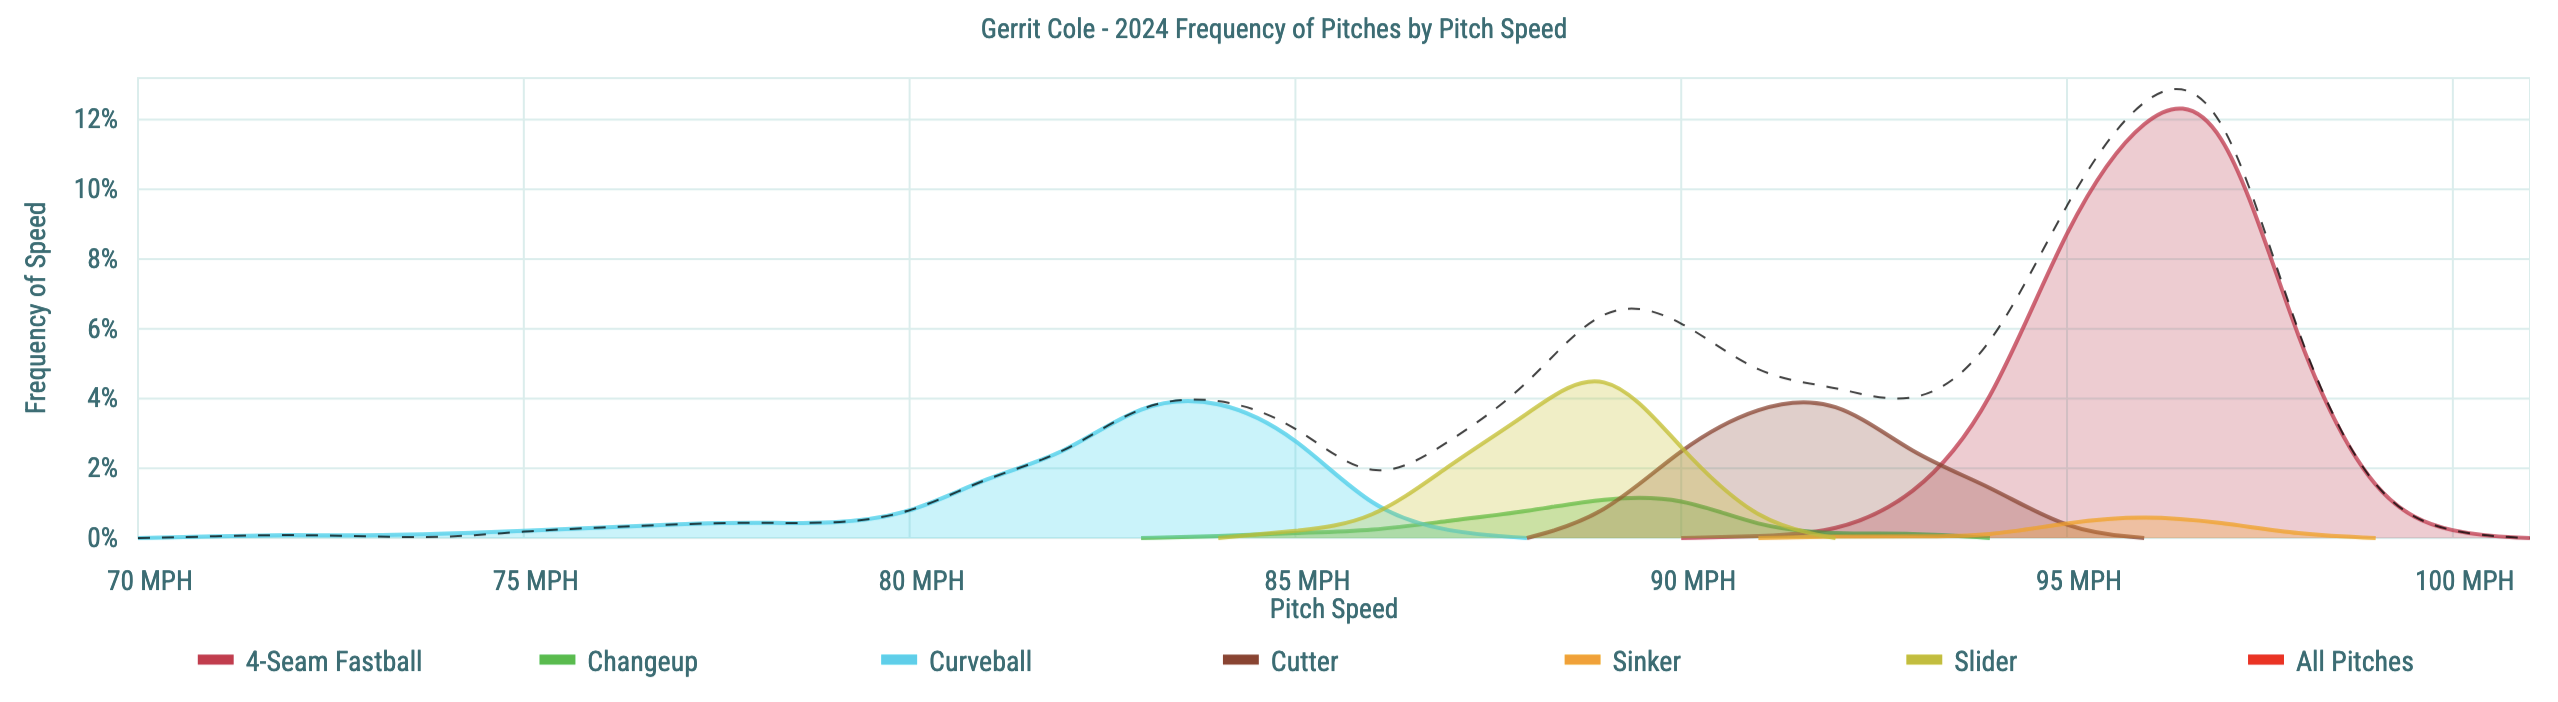 Gerrit Cole - 2024 Frequency of Pitches by Pitch Speed
Frequency of Speed
12%
10%
8%
6%
4%
2%
0%
70 MPH 75 MPH 80 MPH 85 MPH 90 MPH 95 MPH 100 MPH
Pitch Speed
4-Seam Fastball Changeup Curveball Cutter Sinker Slider All Pitches